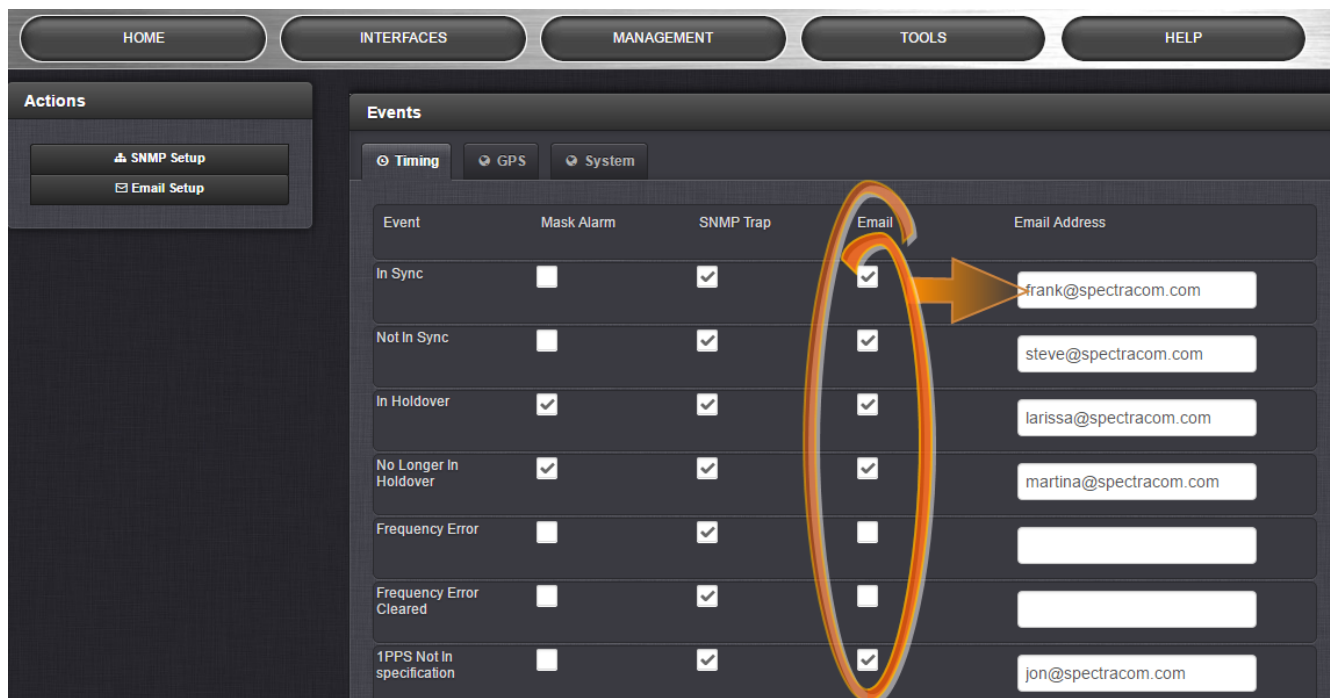 HOME INTERFACES MANAGEMENT TOOLS HELP
Actions
SNMP Setup
Email Setup
Events
Timing GPS System
Event Mask Alarm SNMP Trap Email Email Address
In Sync frank@spectracom.com
Not In Sync steve@spectracom.com
In Holdover larissa@spectracom.com
No Longer In
Holdover martina@spectracom.com
Frequency Error
Frequency Error
Cleared
1PPS Not In
specification jon@spectracom.com